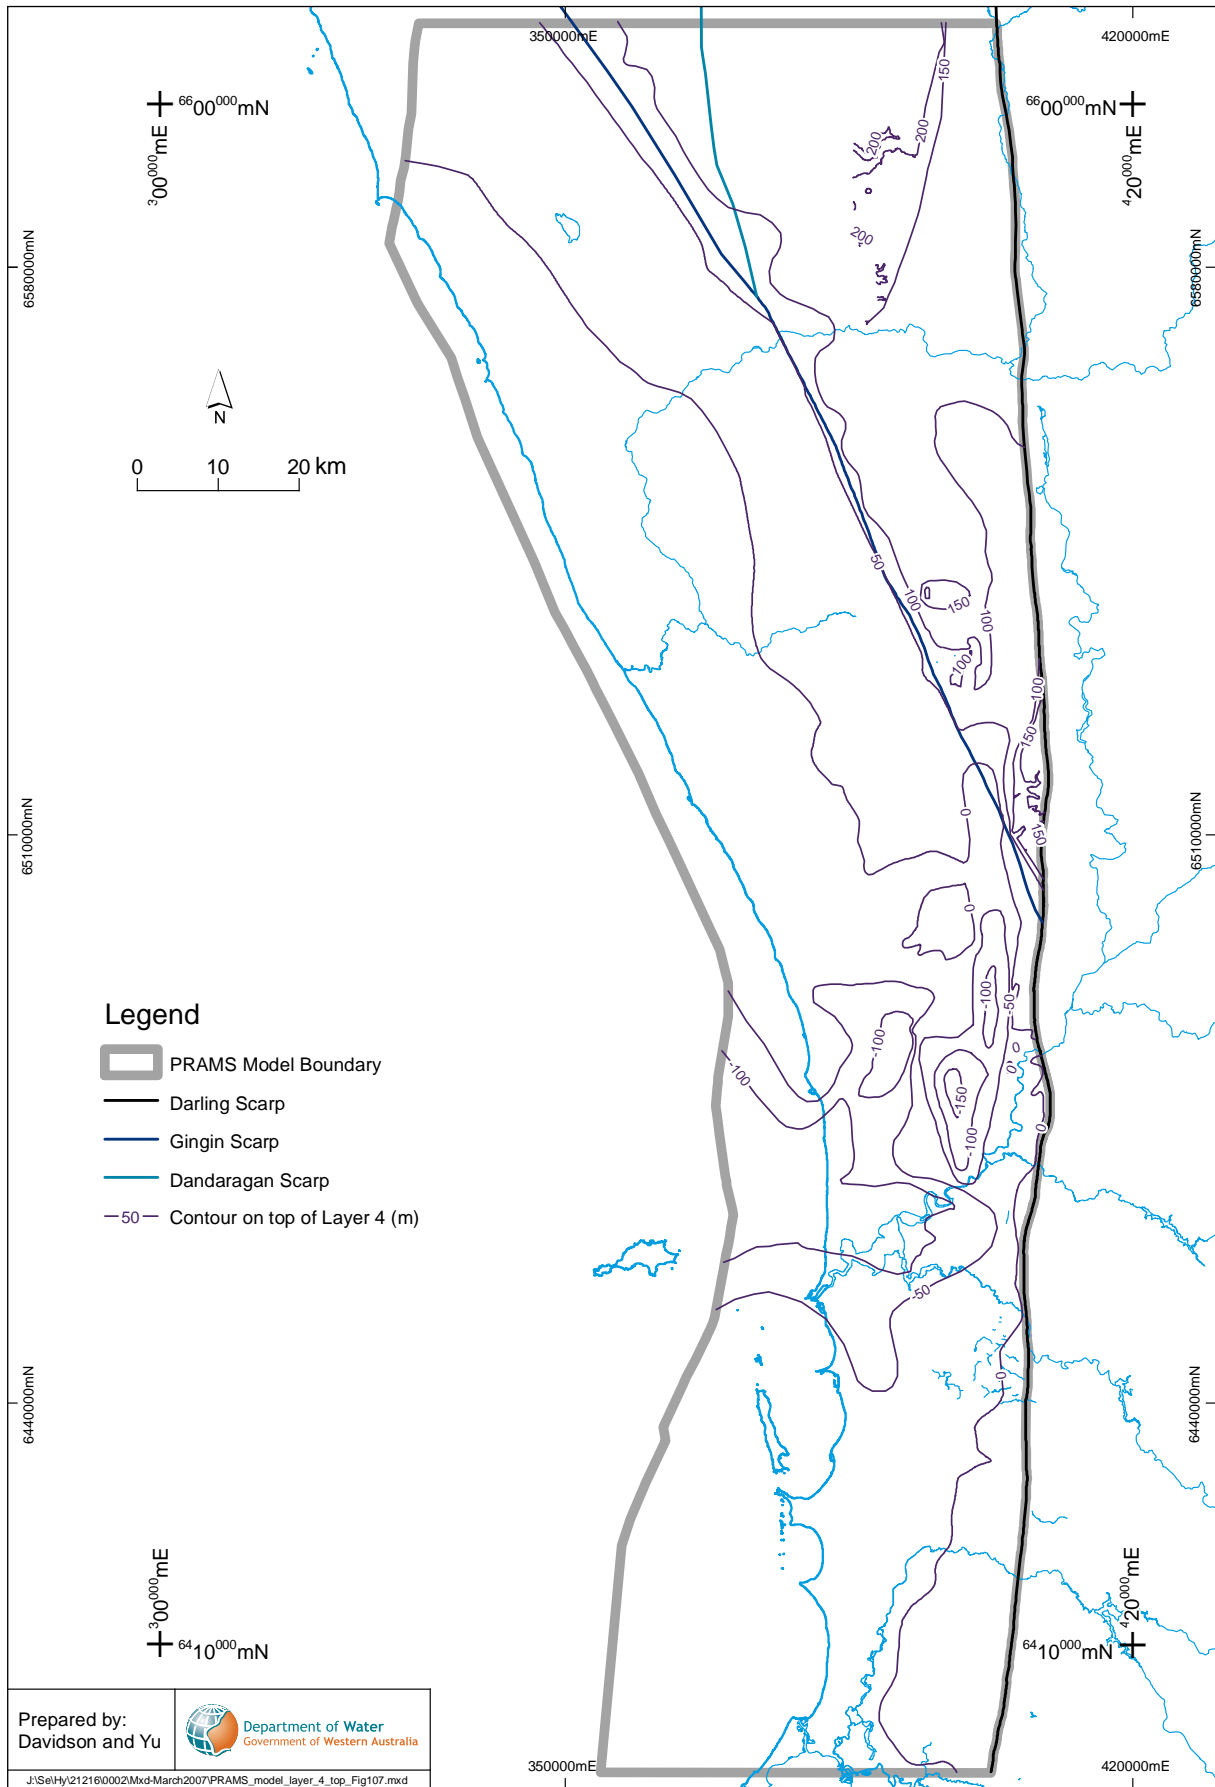 350000mE
420000mE
6600000mN
6600000mN
300000mE
420000mE
6580000mN
6580000mN
150
200
200
200
N
0 10 20 km
50
100
150
100
100
100
150
150
0
6510000mN
6510000mN
0
-100
-50
-100
0
0
-100
-150
-100
0
Legend
PRAMS Model Boundary
Darling Scarp
Gingin Scarp
Dandaragan Scarp
50 Contour on top of Layer 4 (m)
-50
0
6440000mN
6440000mN
300000mE
420000mE
6410000mN
6410000mN
Prepared by:
Davidson and Yu
Department of Water
Government of Western Australia
350000mE
420000mE
J:\Se\Hy\21216\0002\Mxd-March2007\PRAMS_model_layer_4_top_Fig107.mxd